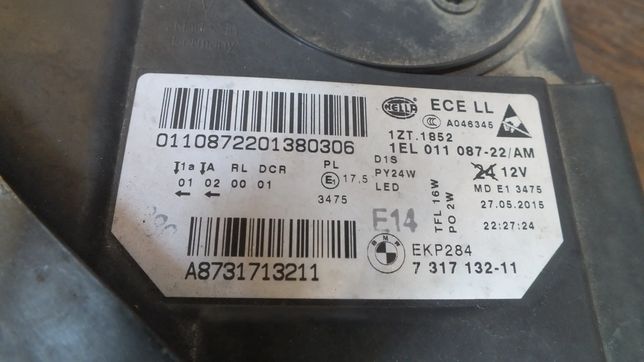 Germany
0110872201380306
HELLA
ECE LL
A046345
1ZT.1852
1EL 011 087-22/AM
1a A RL DCR PL
01 02 00 01
E1 17.5
3475
D1S
PY24W
LED
TFL 16W
PO 2W
24 12V
MD E1 3475
27.05.2015
22:27:24
E14
BMW
EKP284
7 317 132-11
A8731713211